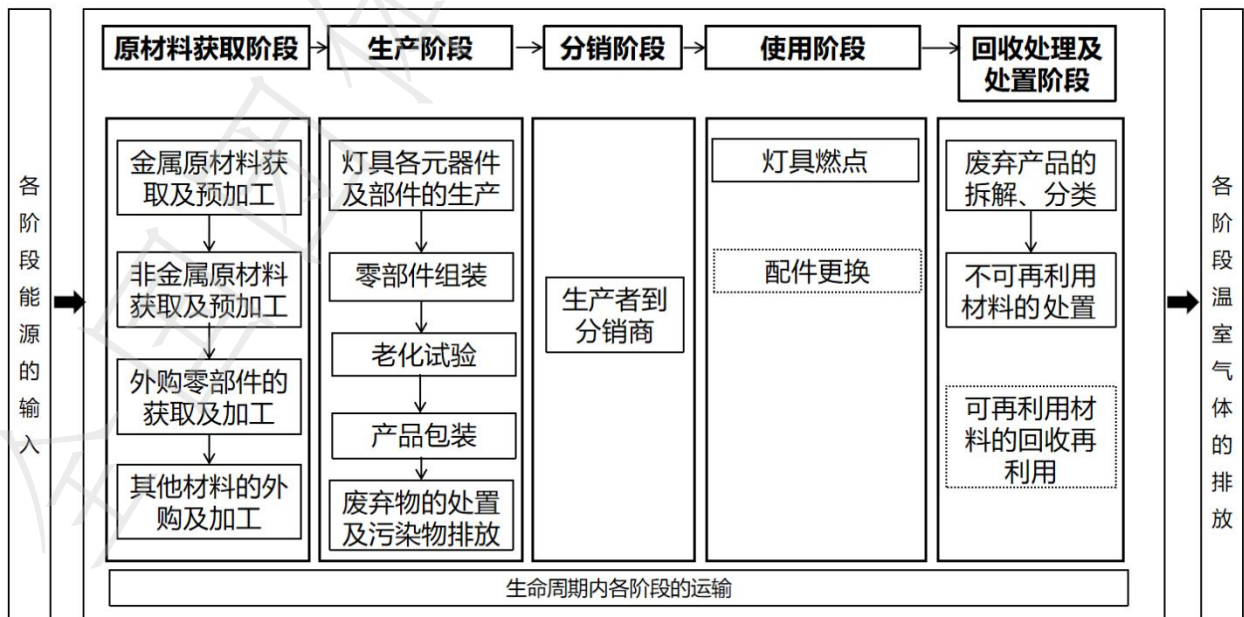 各阶段能源的输入
原材料获取阶段
生产阶段
分销阶段
使用阶段
回收处理及
处置阶段
金属原材料获
取及预加工
非金属原材料
获取及预加工
外购零部件的
获取及加工
其他材料的外
购及加工
灯具各元器件
及部件的生产
零部件组装
老化试验
产品包装
废弃物的处置
及污染物排放
生产者到
分销商
灯具燃点
配件更换
废弃产品的
拆解、分类
不可再利用
材料的处置
可再利用材
料的回收再
利用
生命周期内各阶段的运输
各阶段温室气体的排放